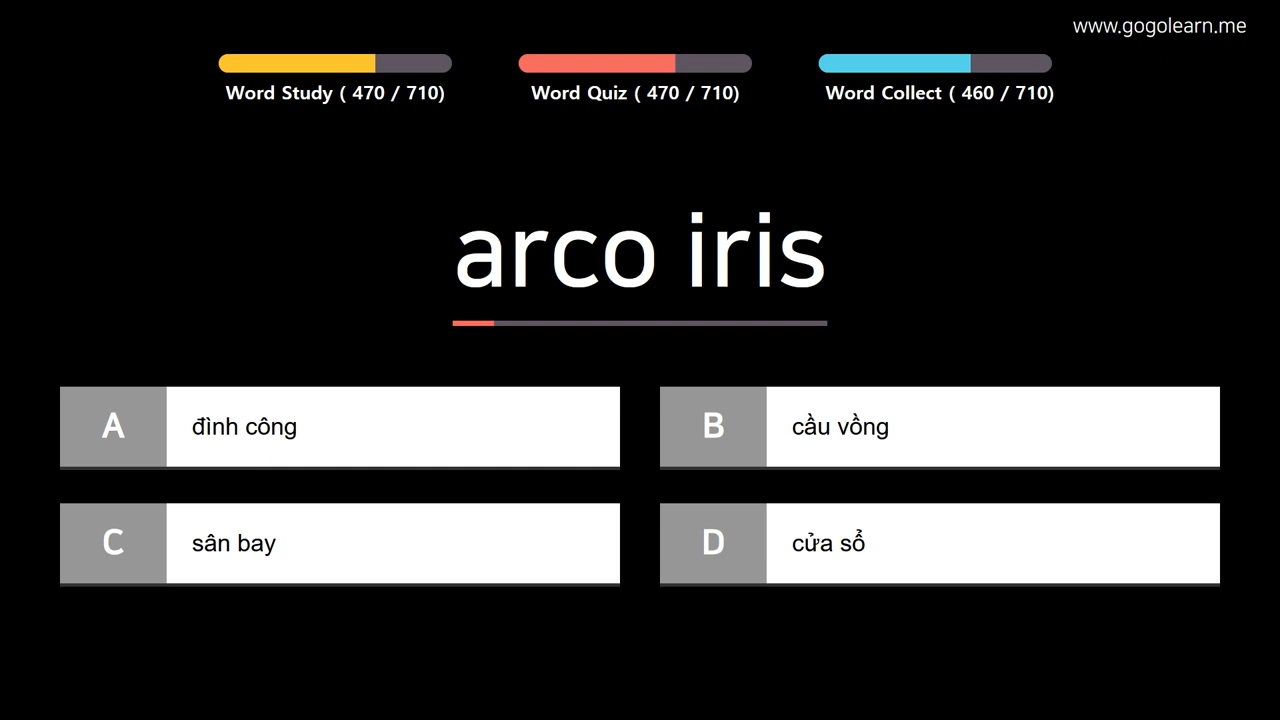 www.gogolearn.me
Word Study ( 470 / 710)
Word Quiz ( 470 / 710)
Word Collect ( 460 / 710)
arco iris
A
đình công
B
cầu vồng
C
sân bay
D
cửa sổ